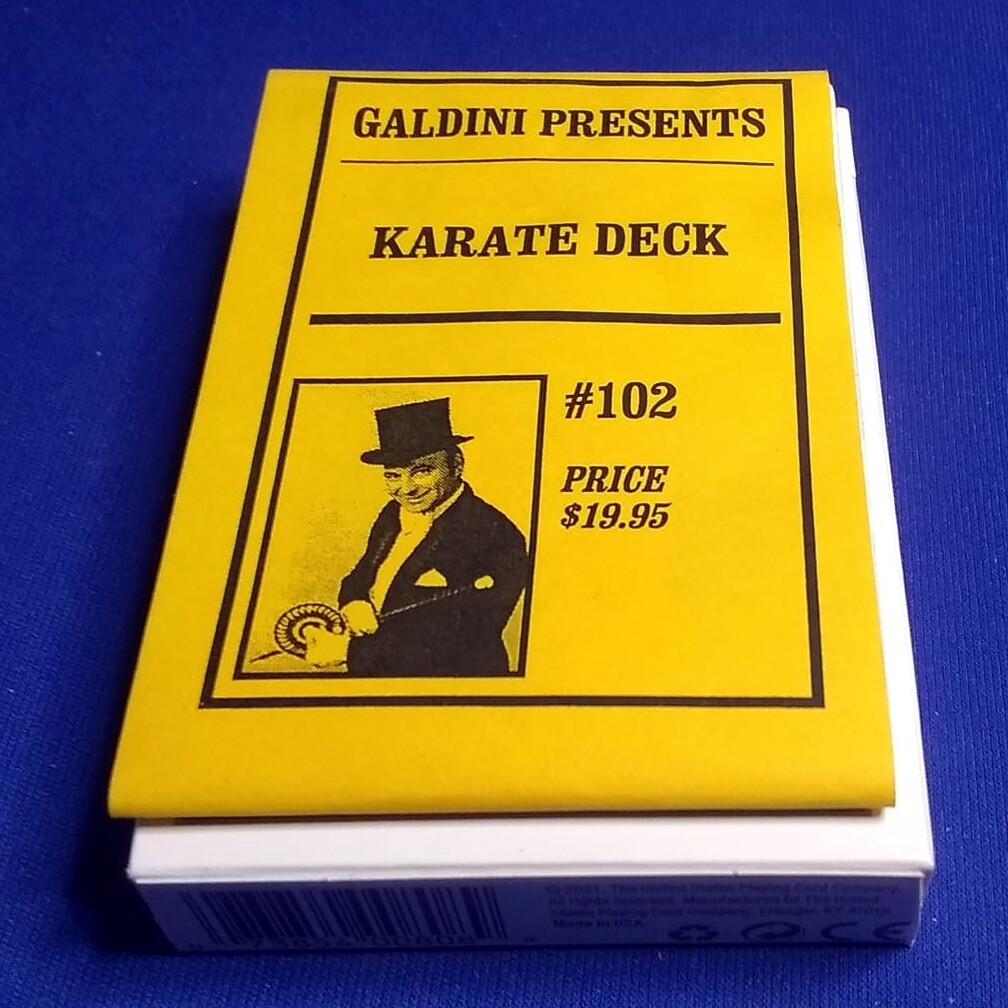 GALDINI PRESENTS
KARATE DECK
#102
PRICE
$19.95
© 2021. The United States Playing Card Company.
All rights reserved. Manufactured by The United
States Playing Card Company, Erlanger, KY 41018
Made in USA
CE